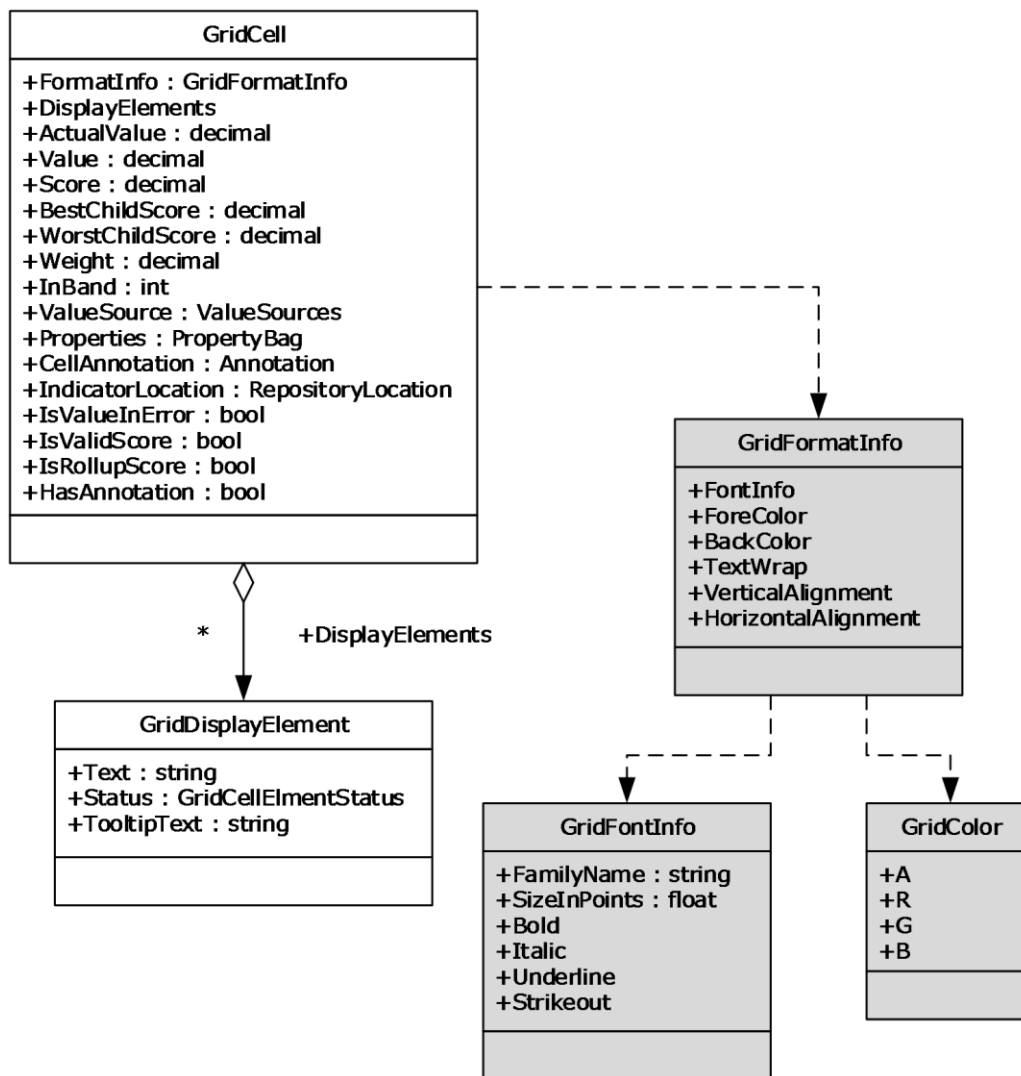 GridCell
+FormatInfo : GridFormatInfo
+DisplayElements
+ActualValue : decimal
+Value : decimal
+Score : decimal
+BestChildScore : decimal
+WorstChildScore : decimal
+Weight : decimal
+InBand : int
+ValueSource : ValueSources
+Properties : PropertyBag
+CellAnnotation : Annotation
+IndicatorLocation : RepositoryLocation
+IsValueInError : bool
+IsValidScore : bool
+IsRollupScore : bool
+HasAnnotation : bool
* +DisplayElements
GridDisplayElement
+Text : string
+Status : GridCellElmentStatus
+TooltipText : string
GridFormatInfo
+FontInfo
+ForeColor
+BackColor
+TextWrap
+VerticalAlignment
+HorizontalAlignment
GridFontInfo
+FamilyName : string
+SizeInPoints : float
+Bold
+Italic
+Underline
+Strikeout
GridColor
+A
+R
+G
+B